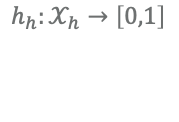 ℎₕ: 𝒳ₕ → [0,1]